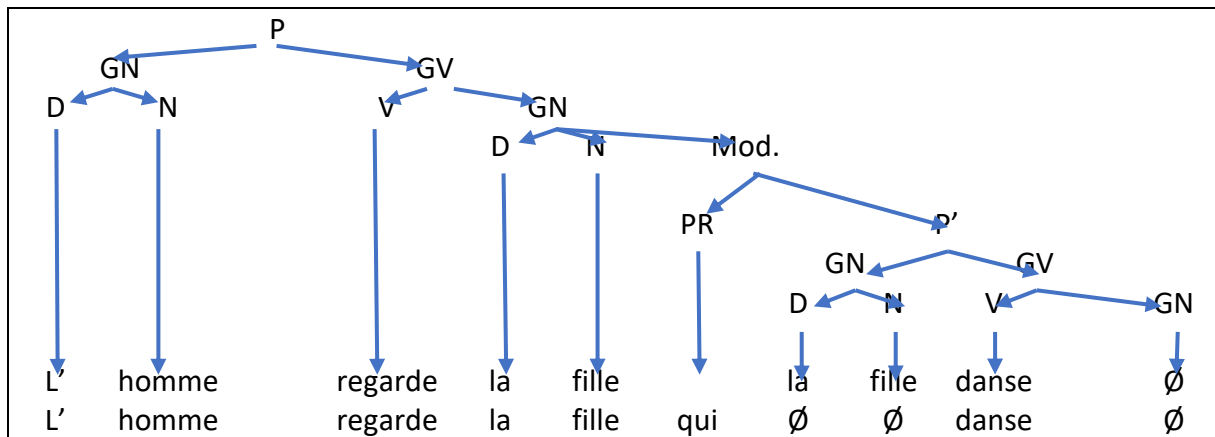 P
GN GV
D N V GN
D N Mod.
PR P’
GN GV
D N V GN
L’ homme regarde la fille la fille danse Ø
L’ homme regarde la fille qui Ø Ø danse Ø